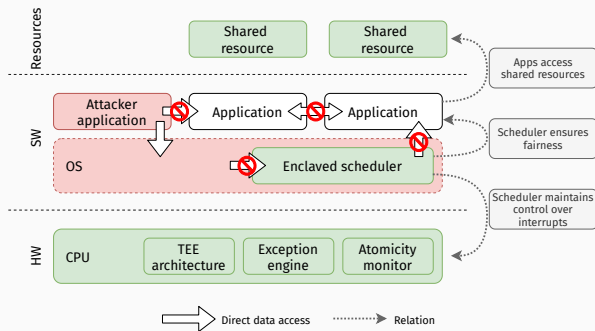 Resources
Shared
resource
Shared
resource
Apps access
shared resources
SW
Attacker
application
Application
Application
Scheduler ensures
fairness
OS
Enclaved scheduler
Scheduler maintains
control over
interrupts
HW
CPU
TEE
architecture
Exception
engine
Atomicity
monitor
Direct data access
Relation